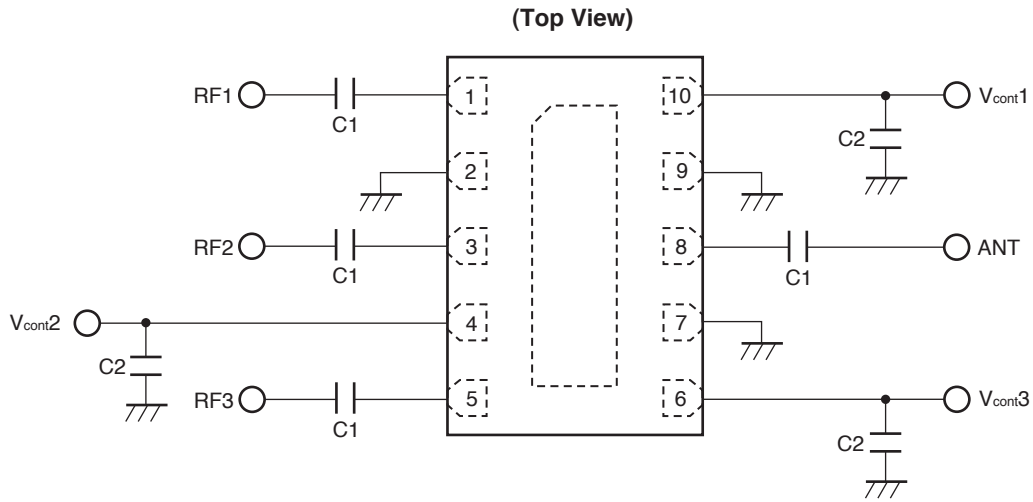 (Top View)
RF1
C1
1
10
Vcont1
C2
2
9
RF2
C1
3
8
C1
ANT
Vcont2
C2
4
7
RF3
C1
5
6
Vcont3
C2